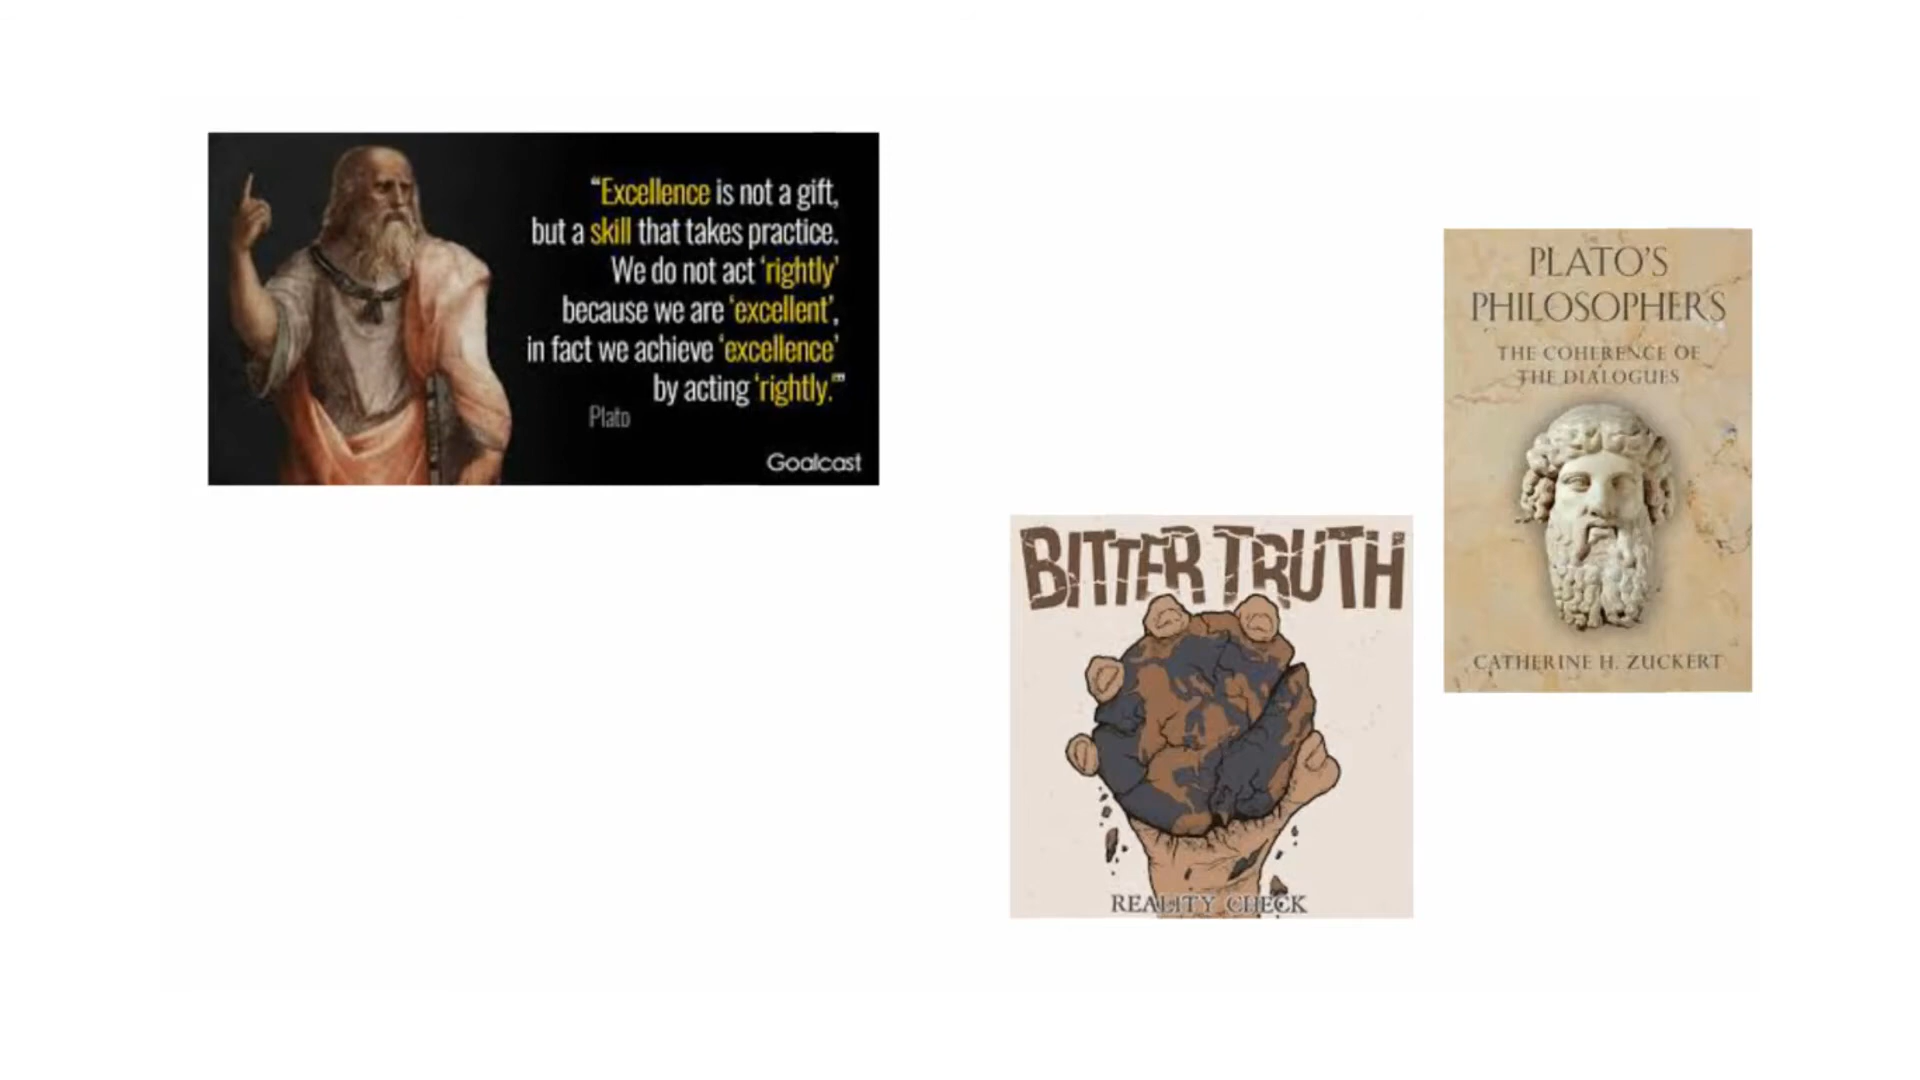 “Excellence is not a gift,
but a skill that takes practice.
We do not act ‘rightly’
because we are ‘excellent’,
in fact we achieve ‘excellence’
by acting ‘rightly.’”
Plato
Goalcast
BITTER TRUTH
REALITY CHECK
PLATO'S
PHILOSOPHERS
THE COHERENCE OF
THE DIALOGUES
CATHERINE H. ZUCKERT